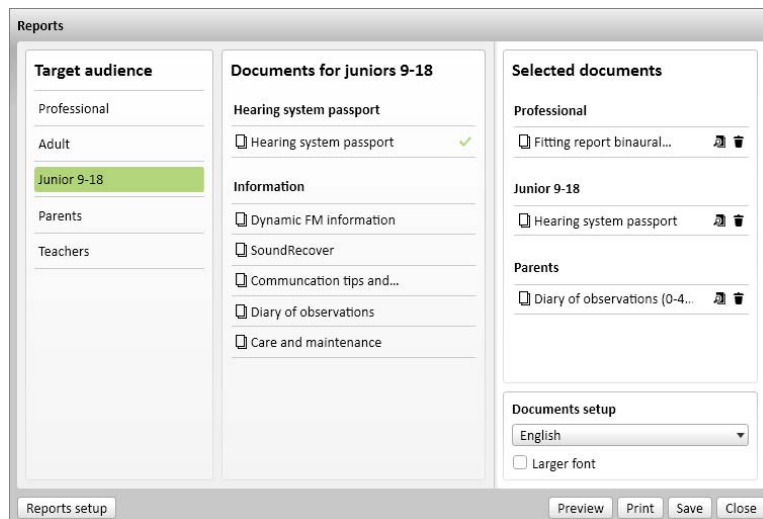 Reports
Target audience
Professional
Adult
Junior 9-18
Parents
Teachers
Documents for juniors 9-18
Hearing system passport
Hearing system passport
Information
Dynamic FM information
SoundRecover
Communcation tips and...
Diary of observations
Care and maintenance
Selected documents
Professional
Fitting report binaural...
Junior 9-18
Hearing system passport
Parents
Diary of observations (0-4...
Documents setup
English
Larger font
Reports setup
Preview
Print
Save
Close